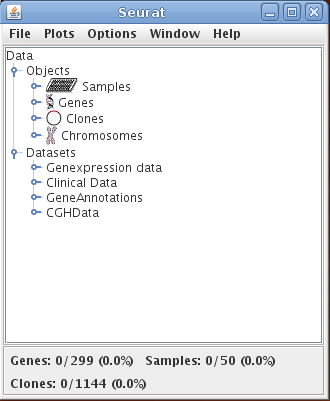 Seurat
File Plots Options Window Help
Data
Objects
Samples
Genes
Clones
Chromosomes
Datasets
Genexpression data
Clinical Data
GeneAnnotations
CGHData
Genes: 0/299 (0.0%) Samples: 0/50 (0.0%)
Clones: 0/1144 (0.0%)